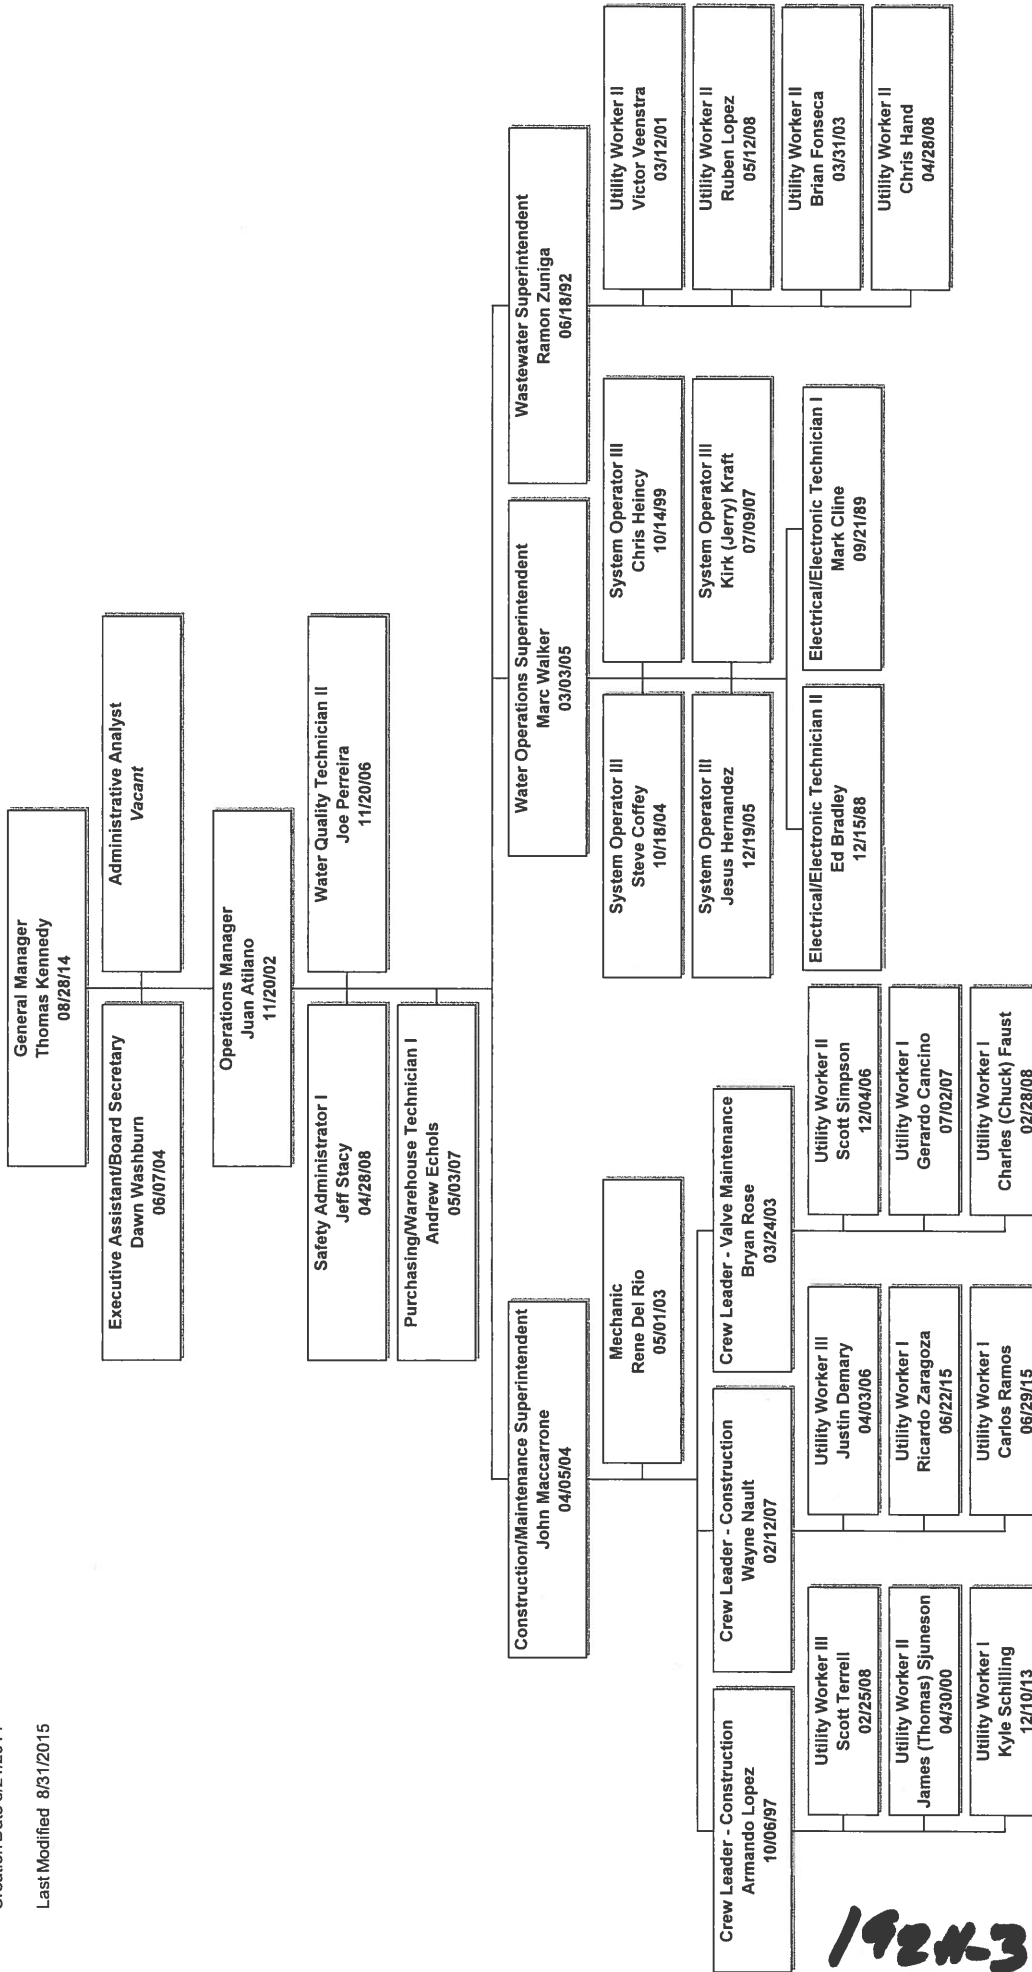 Last Modified 8/31/2015
General Manager
Thomas Kennedy
08/28/14
Executive Assistant/Board Secretary
Dawn Washburn
06/07/04
Administrative Analyst
Vacant
Operations Manager
Juan Atilano
11/20/02
Safety Administrator I
Jeff Stacy
04/28/08
Water Quality Technician II
Joe Perreira
11/20/06
Purchasing/Warehouse Technician I
Andrew Echols
05/03/07
Construction/Maintenance Superintendent
John Maccarrone
04/05/04
Water Operations Superintendent
Marc Walker
03/03/05
Wastewater Superintendent
Ramon Zuniga
06/18/92
Mechanic
Rene Del Rio
05/01/03
Crew Leader - Construction
Armando Lopez
10/06/97
Crew Leader - Construction
Wayne Nault
02/12/07
Crew Leader - Valve Maintenance
Bryan Rose
03/24/03
Utility Worker III
Scott Terrell
02/25/08
Utility Worker II
James (Thomas) Sjuneson
04/30/00
Utility Worker I
Kyle Schilling
12/10/13
Utility Worker III
Justin Demary
04/03/06
Utility Worker I
Ricardo Zaragoza
06/22/15
Utility Worker I
Carlos Ramos
06/29/15
Utility Worker II
Scott Simpson
12/04/06
Utility Worker I
Gerardo Cancino
07/02/07
Utility Worker I
Charles (Chuck) Faust
02/28/08
System Operator III
Steve Coffey
10/18/04
System Operator III
Chris Heincy
10/14/99
System Operator III
Jesus Hernandez
12/19/05
System Operator III
Kirk (Jerry) Kraft
07/09/07
Electrical/Electronic Technician II
Ed Bradley
12/15/88
Electrical/Electronic Technician I
Mark Cline
09/21/89
Utility Worker II
Victor Veenstra
03/12/01
Utility Worker II
Ruben Lopez
05/12/08
Utility Worker II
Brian Fonseca
03/31/03
Utility Worker II
Chris Hand
04/28/08
192#-3